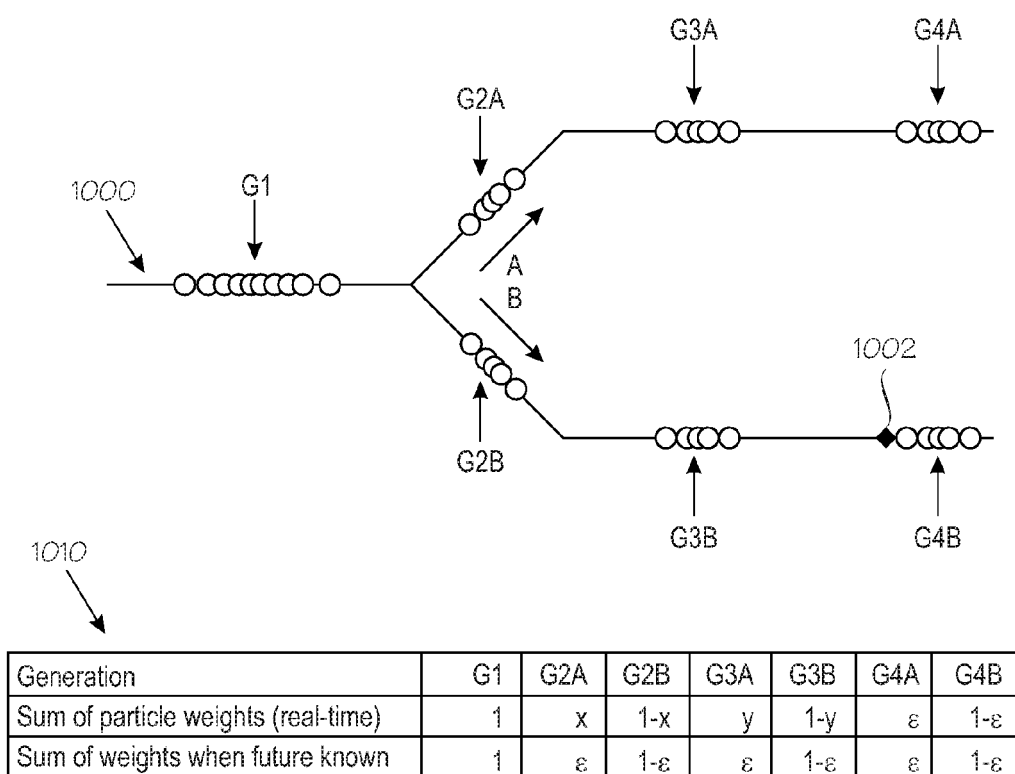 G3A
G4A
G2A
1000
G1
A
B
1002
G2B
G3B
G4B
1010
Generation G1 G2A G2B G3A G3B G4A G4B
Sum of particle weights (real-time) 1 x 1-x y 1-y ε 1-ε
Sum of weights when future known 1 ε 1-ε ε 1-ε ε 1-ε